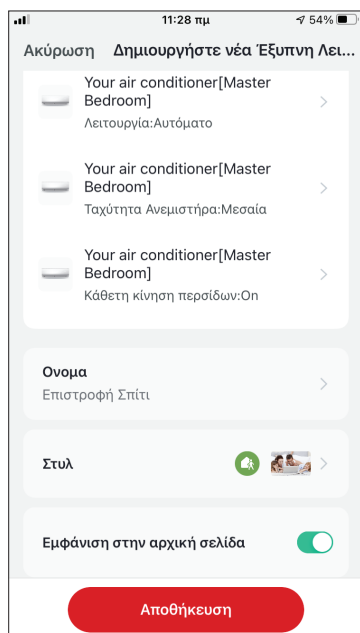 11:28 πμ
54%
Ακύρωση Δημιουργήστε νέα Έξυπνη Λει...
Your air conditioner[Master
Bedroom]
Λειτουργία:Αυτόματο
Your air conditioner[Master
Bedroom]
Ταχύτητα Ανεμιστήρα:Μεσαία
Your air conditioner[Master
Bedroom]
Κάθετη κίνηση περσίδων:On
Ονομα
Επιστροφή Σπίτι
Στυλ
Εμφάνιση στην αρχική σελίδα
Αποθήκευση